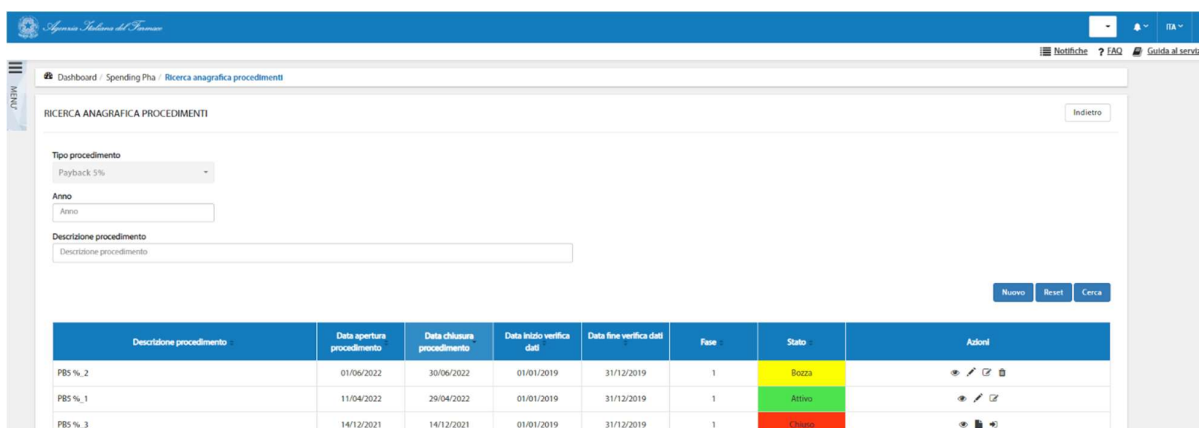 Agenzia Italiana del Farmaco
ITA
Notifiche ? FAQ Guida al serviz
MENU'
Dashboard / Spending Pha / Ricerca anagrafica procedimenti
RICERCA ANAGRAFICA PROCEDIMENTI
Indietro
Tipo procedimento
Payback 5%
Anno
Anno
Descrizione procedimento
Descrizione procedimento
Nuovo Reset Cerca
Descrizione procedimento Data apertura procedimento Data chiusura procedimento Data inizio verifica dati Data fine verifica dati Fase Stato Azioni
PB5 %_2 01/06/2022 30/06/2022 01/01/2019 31/12/2019 1 Bozza
PB5 %_1 11/04/2022 29/04/2022 01/01/2019 31/12/2019 1 Attivo
PB5 %_3 14/12/2021 14/12/2021 01/01/2019 31/12/2019 1 Chiuso